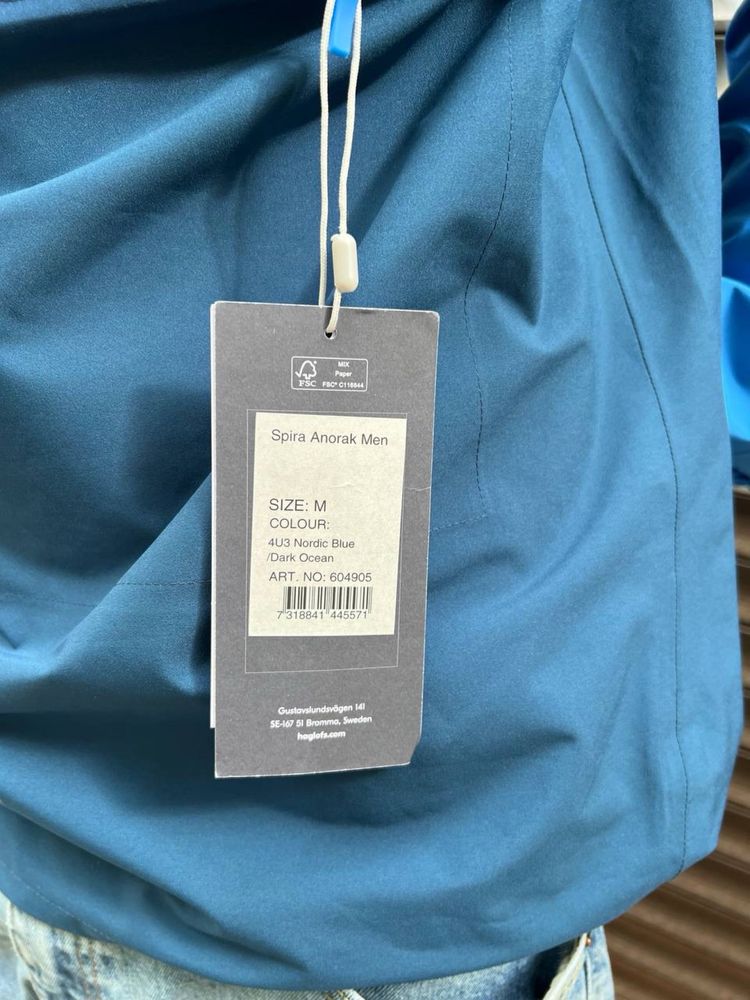 FSC
MIX
Paper
FSC® C116844
Spira Anorak Men
SIZE: M
COLOUR:
4U3 Nordic Blue
/Dark Ocean
ART. NO: 604905
7 318841 445571
Gustavslundsvägen 141
SE-167 51 Bromma, Sweden
haglofs.com